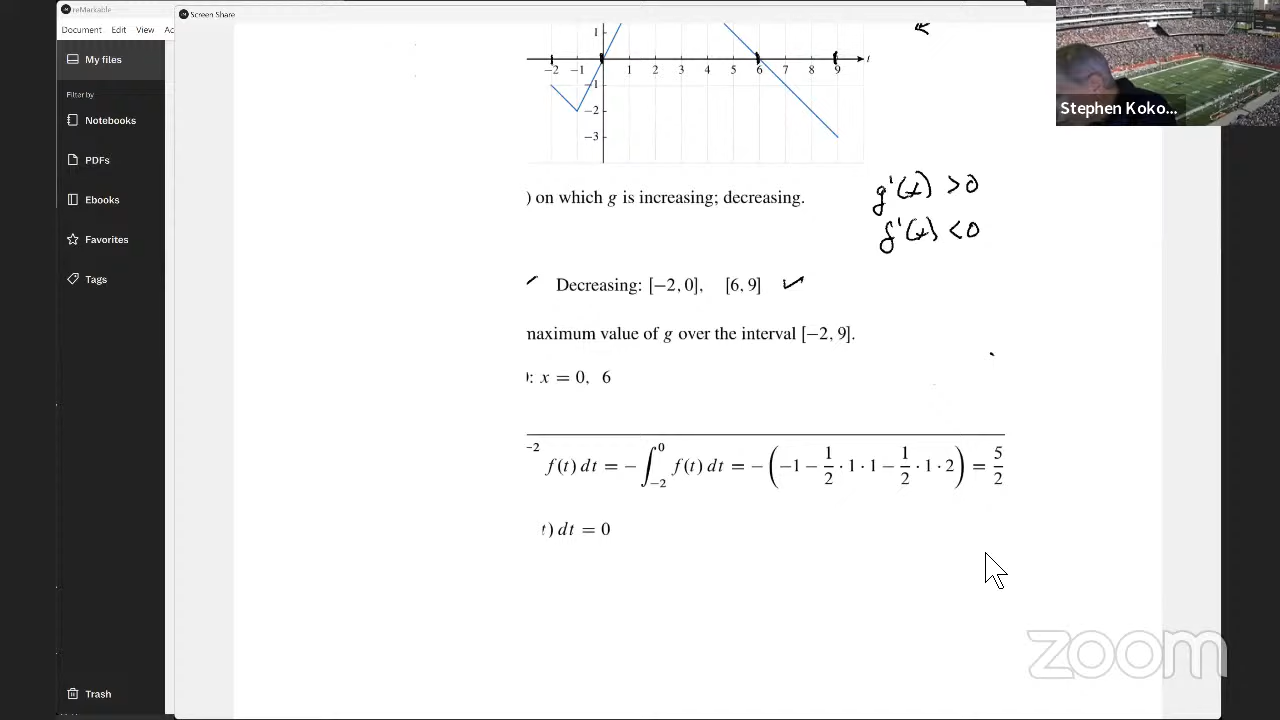 reMarkable
Screen Share
Document Edit View
My files
Filter by
Notebooks
PDFs
Ebooks
Favorites
Tags
Trash
1
−2 −1 1 2 3 4 5 6 7 8 9 t
−1
−2
−3
) on which g is increasing; decreasing.
g'(x) > 0
g'(x) < 0
Decreasing: [−2, 0], [6, 9]
maximum value of g over the interval [−2, 9].
: x = 0, 6
−2 f(t) dt = − ∫_{−2}^{0} f(t) dt = − (−1 − 1/2 · 1 · 1 − 1/2 · 1 · 2) = 5/2
t) dt = 0
Stephen Koko...
zoom